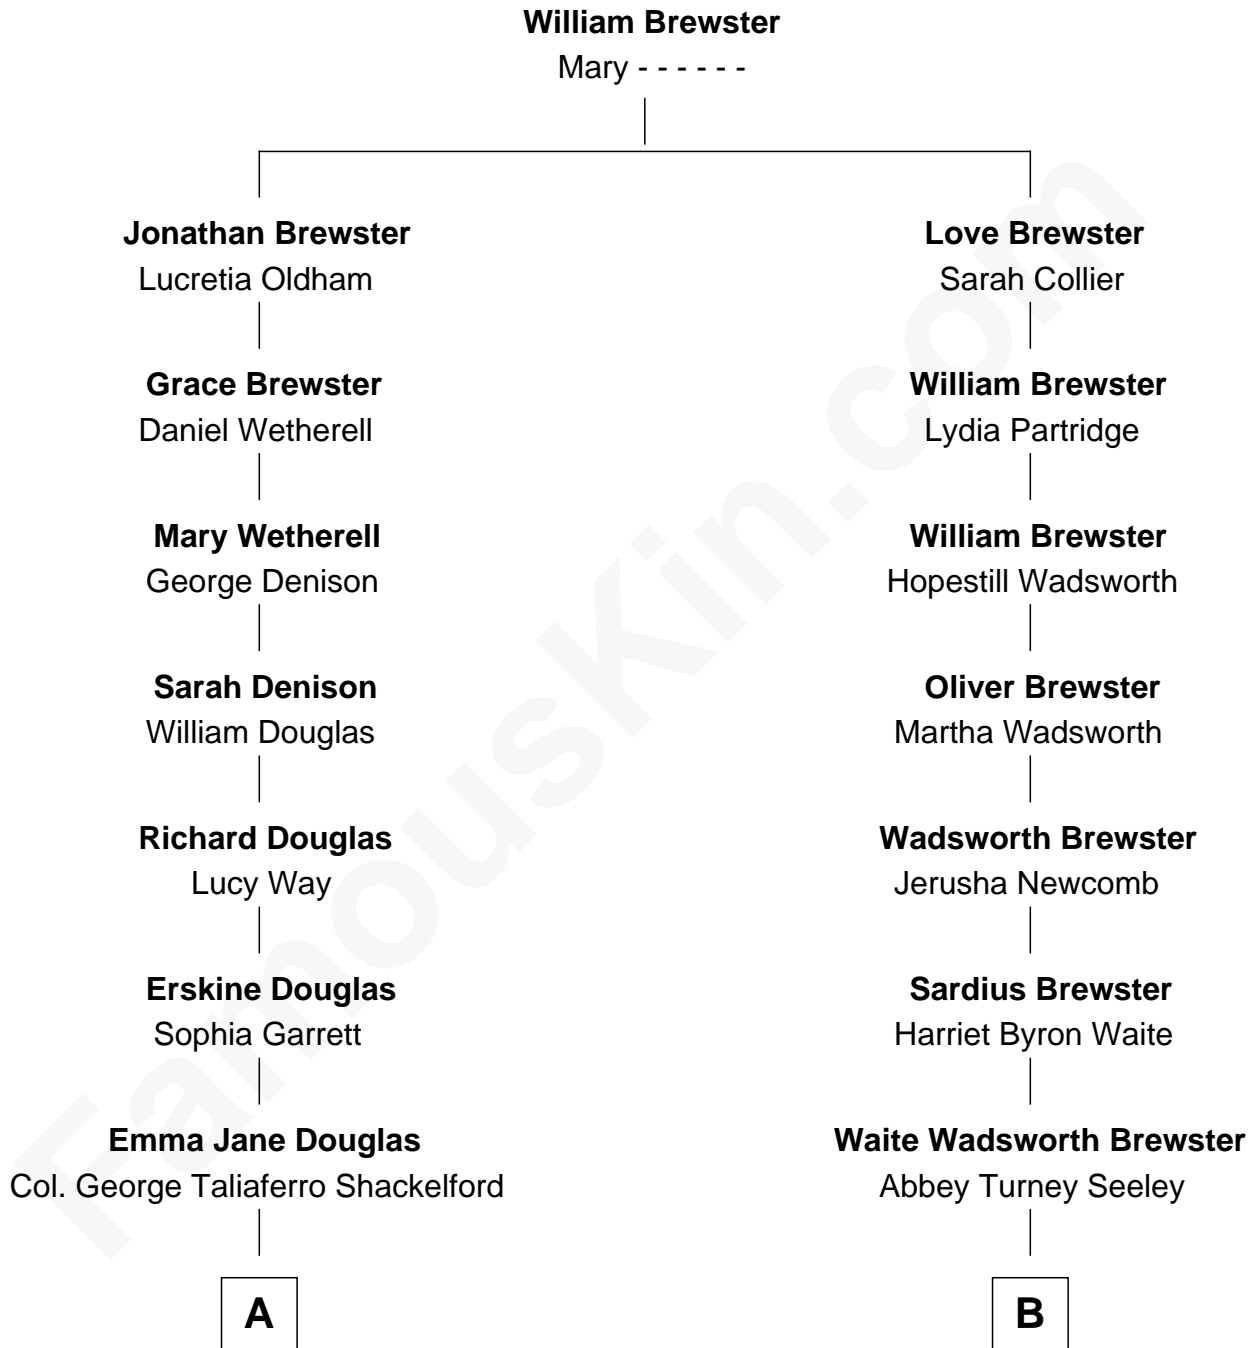 William Brewster
Mary - - - - - -
Jonathan Brewster
Lucretia Oldham
Love Brewster
Sarah Collier
Grace Brewster
Daniel Wetherell
William Brewster
Lydia Partridge
Mary Wetherell
George Denison
William Brewster
Hopestill Wadsworth
Sarah Denison
William Douglas
Oliver Brewster
Martha Wadsworth
Richard Douglas
Lucy Way
Wadsworth Brewster
Jerusha Newcomb
Erskine Douglas
Sophia Garrett
Sardius Brewster
Harriet Byron Waite
Emma Jane Douglas
Col. George Taliaferro Shackelford
Waite Wadsworth Brewster
Abbey Turney Seeley
A
B
FamousKin.com